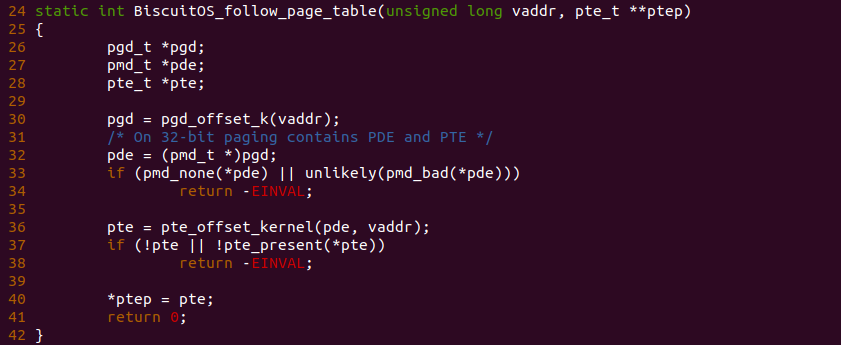 24 static int BiscuitOS_follow_page_table(unsigned long vaddr, pte_t **ptep)
25 {
26         pgd_t *pgd;
27         pmd_t *pde;
28         pte_t *pte;
29
30         pgd = pgd_offset_k(vaddr);
31         /* On 32-bit paging contains PDE and PTE */
32         pde = (pmd_t *)pgd;
33         if (pmd_none(*pde) || unlikely(pmd_bad(*pde)))
34                 return -EINVAL;
35
36         pte = pte_offset_kernel(pde, vaddr);
37         if (!pte || !pte_present(*pte))
38                 return -EINVAL;
39
40         *ptep = pte;
41         return 0;
42 }